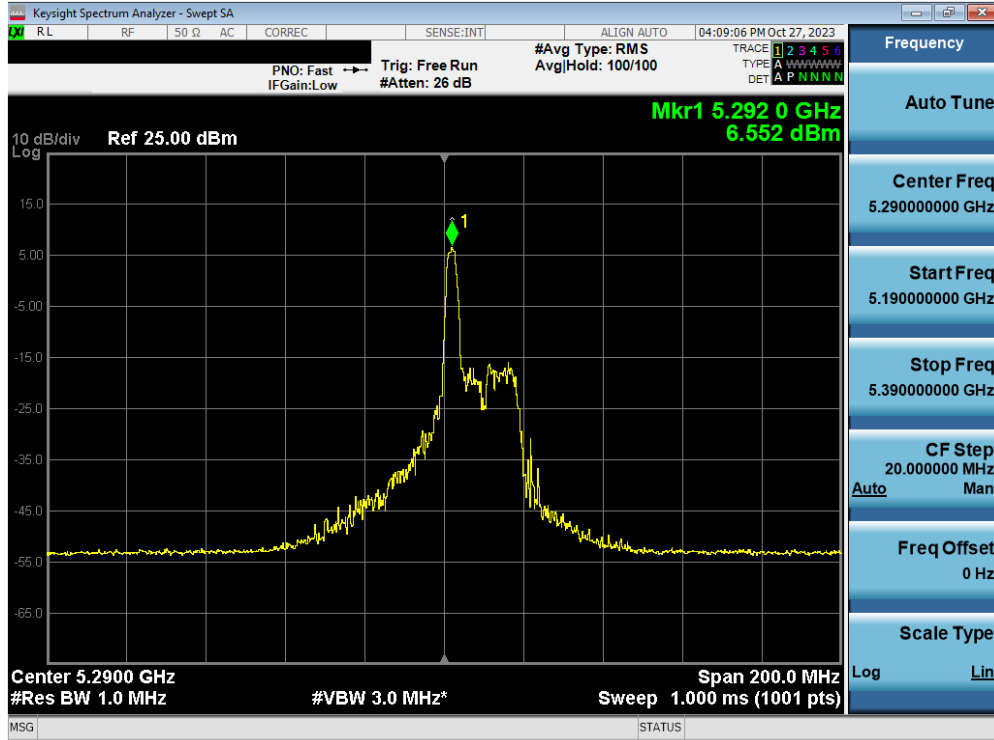 Keysight Spectrum Analyzer - Swept SA
LXI RL RF 50 Ω AC CORREC SENSE:INT ALIGN AUTO 04:09:06 PM Oct 27, 2023
PNO: Fast
IFGain:Low
Trig: Free Run
#Atten: 26 dB
#Avg Type: RMS
Avg|Hold: 100/100
TRACE 1 2 3 4 5 6
TYPE A WWWWW
DET A P N N N N
Mkr1 5.292 0 GHz
6.552 dBm
10 dB/div Ref 25.00 dBm
Log
15.0
5.00
-5.00
-15.0
-25.0
-35.0
-45.0
-55.0
-65.0
1
Center 5.2900 GHz Span 200.0 MHz
#Res BW 1.0 MHz #VBW 3.0 MHz* Sweep 1.000 ms (1001 pts)
MSG STATUS
Frequency
Auto Tune
Center Freq
5.290000000 GHz
Start Freq
5.190000000 GHz
Stop Freq
5.390000000 GHz
CF Step
20.000000 MHz
Auto Man
Freq Offset
0 Hz
Scale Type
Log Lin